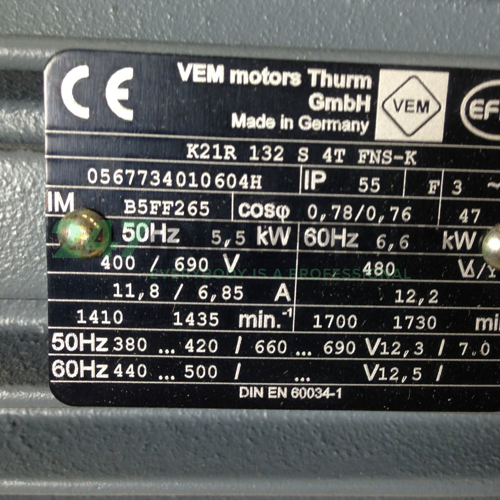 CE
VEM motors Thurm
GmbH
Made in Germany
VEM
K21R 132 S 4T FNS-K
0567734010604H IP 55 F 3 ~
IM B5FF265 cosφ 0,78/0,76 47
50Hz 5,5 kW 60Hz 6,6 kW
400 / 690 V 480 V
11,8 / 6,85 A 12,2
1410 1435 min.⁻¹ 1700 1730
50Hz 380 ... 420 / 660 ... 690 V 12,3 / 7.0
60Hz 440 ... 500 / ... V 12,5 /
DIN EN 60034-1